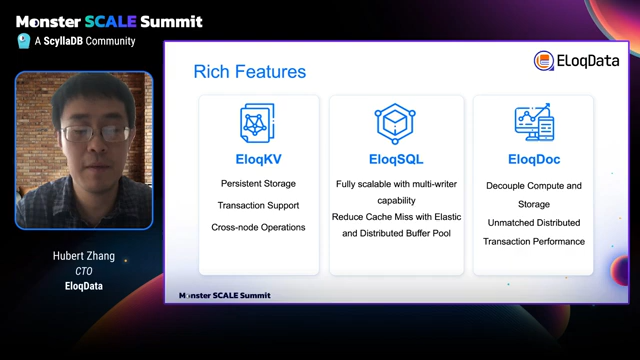 Monster SCALE Summit
A ScyllaDB Community
Hubert Zhang
CTO
EloqData
Rich Features
EloqData
EloqKV
Persistent Storage
Transaction Support
Cross-node Operations
EloqSQL
Fully scalable with multi-writer
capability
Reduce Cache Miss with Elastic
and Distributed Buffer Pool
EloqDoc
Decouple Compute and
Storage
Unmatched Distributed
Transaction Performance
Monster SCALE Summit